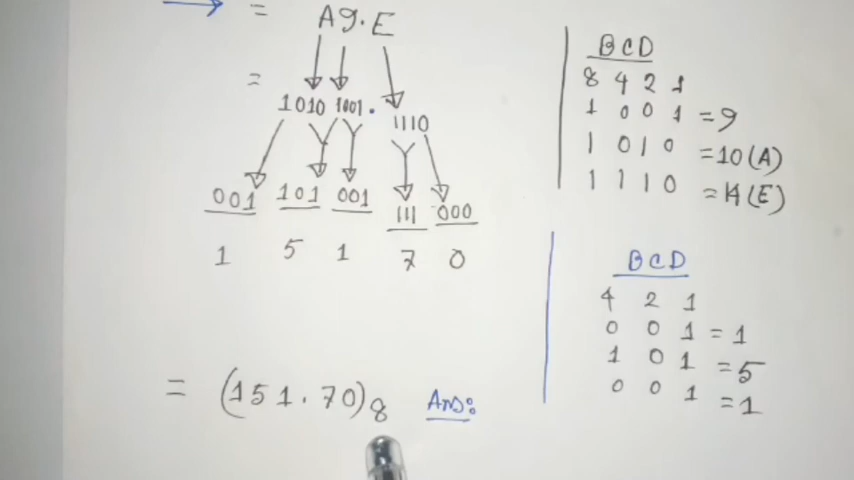 = A9.E
= 1010 1001. 1110
001 101 001 111 000
1 5 1 7 0
= (151.70)8 Ans:
BCD
8 4 2 1
1 0 0 1 =9
1 0 1 0 =10(A)
1 1 1 0 =14(E)
BCD
4 2 1
0 0 1 =1
1 0 1 =5
0 0 1 =1